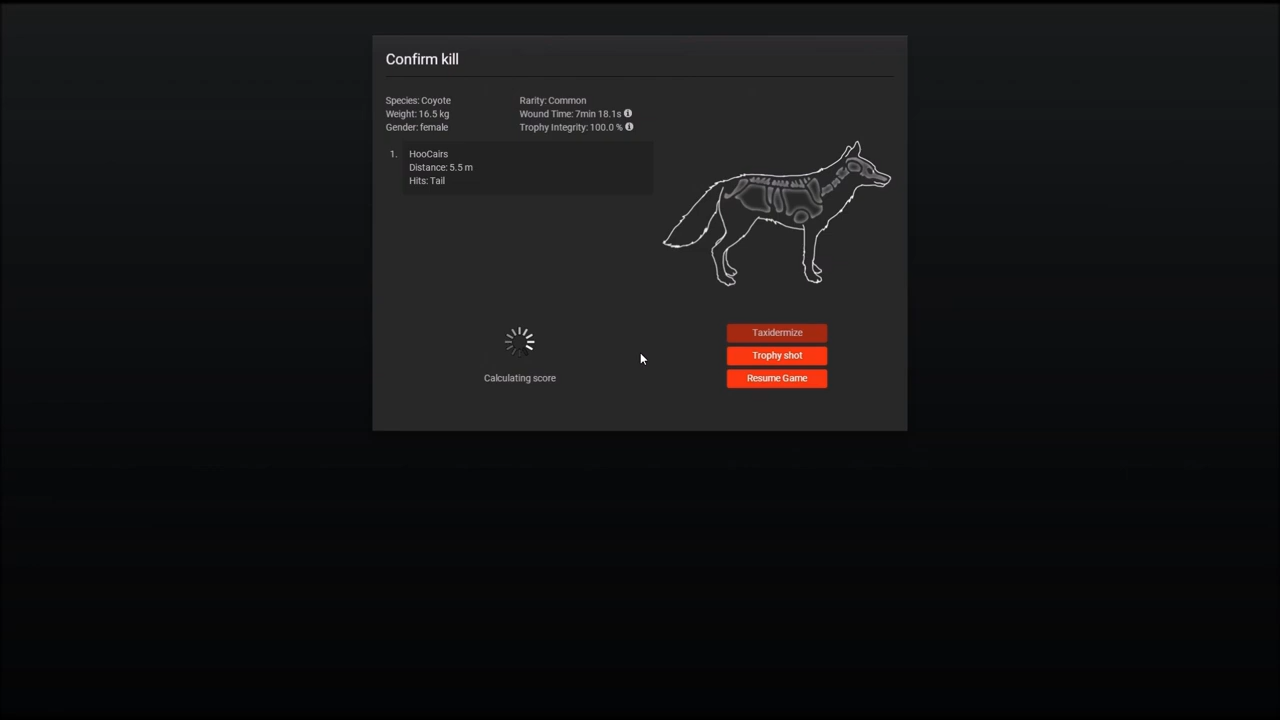 Confirm kill
Species: Coyote
Weight: 16.5 kg
Gender: female
Rarity: Common
Wound Time: 7min 18.1s
Trophy Integrity: 100.0 %
1. HooCairs
Distance: 5.5 m
Hits: Tail
Calculating score
Taxidermize
Trophy shot
Resume Game